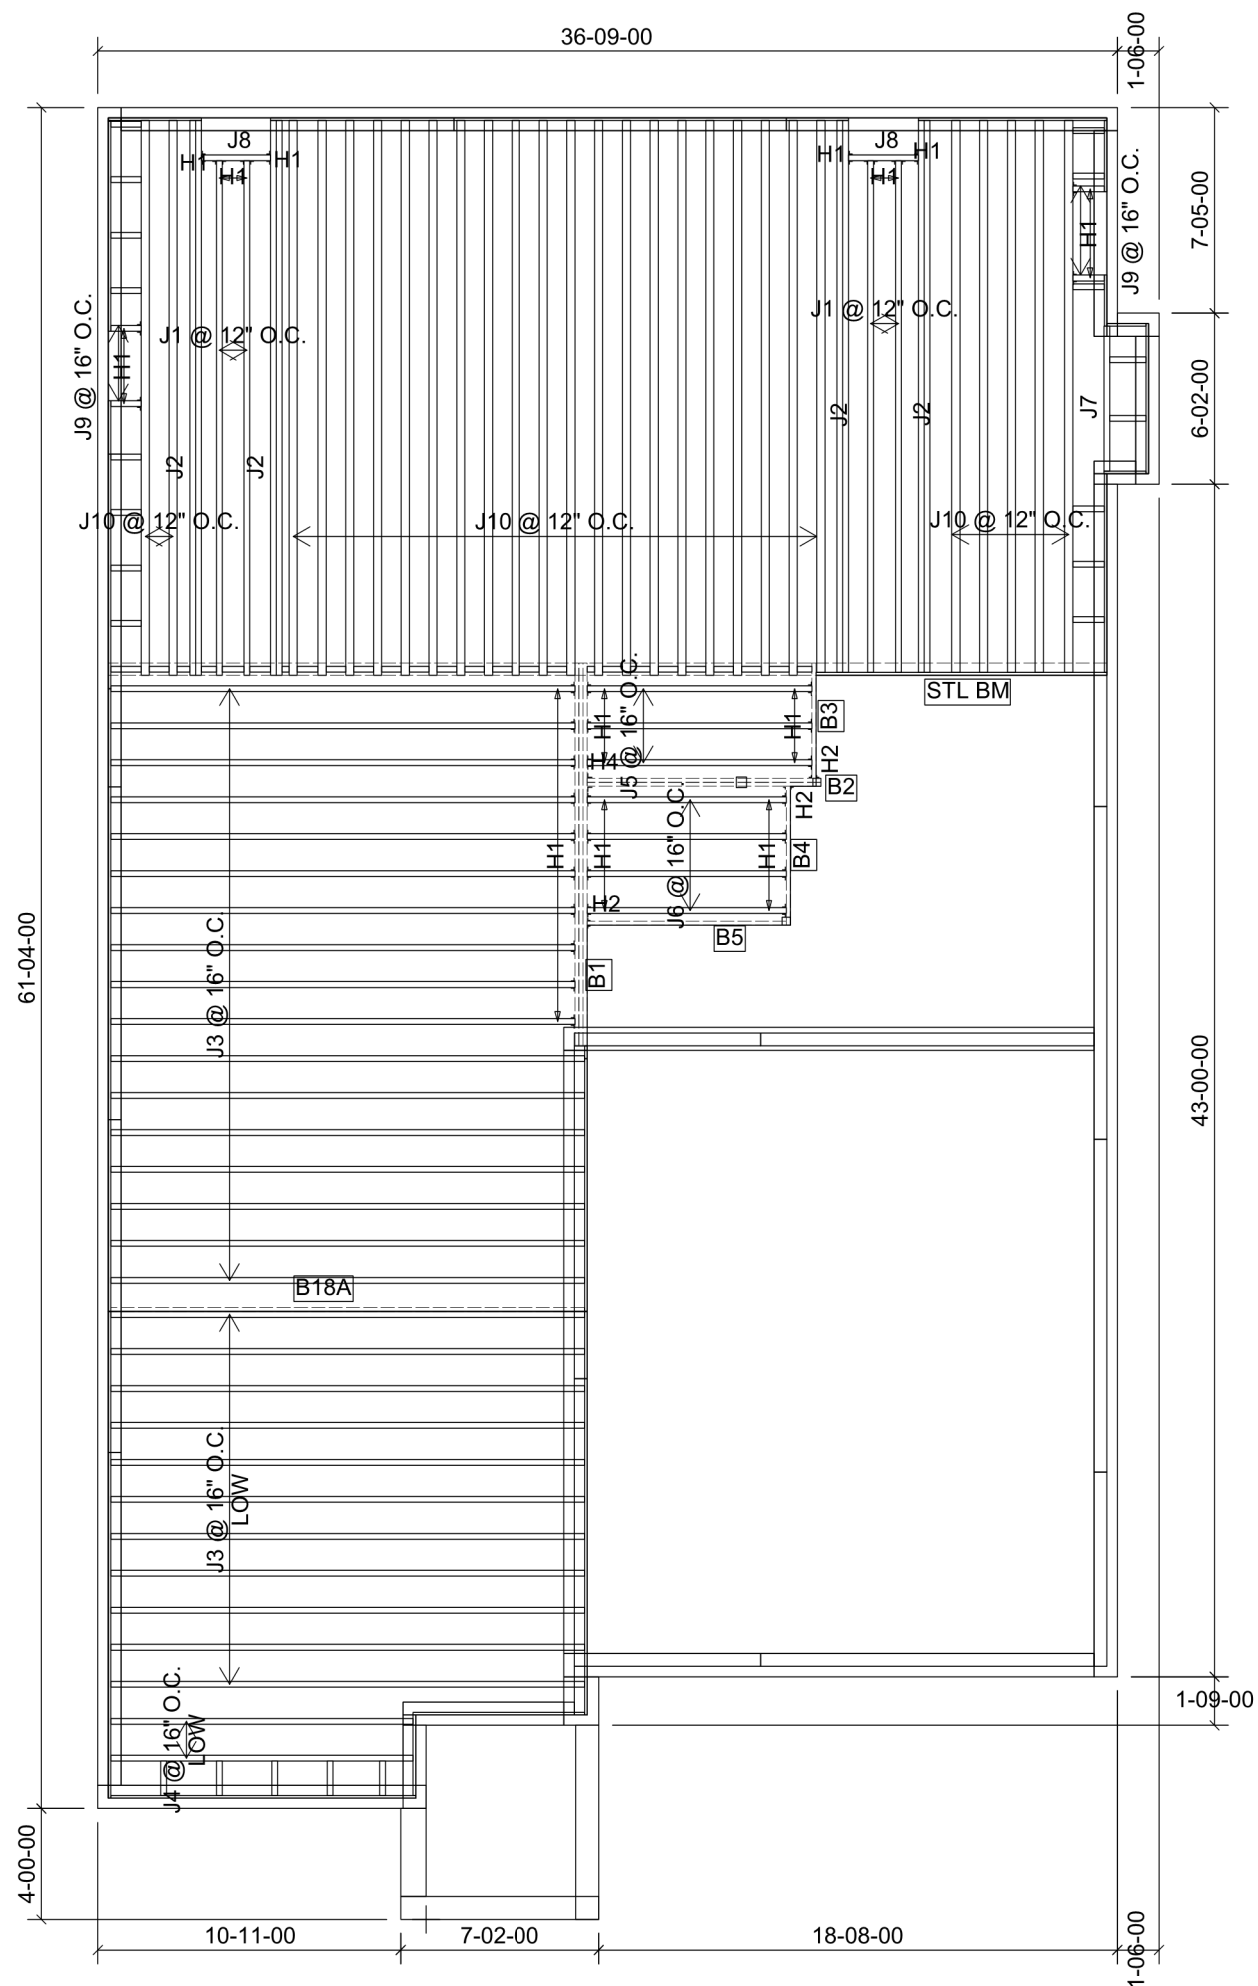 36-09-00
1-06-00
J8
J8
H1
H1
H1
H1
H1
H1
J9 @ 16" O.C.
7-05-00
H1
J1 @ 12" O.C.
J1 @ 12" O.C.
J9 @ 16" O.C.
H1
J2
J2
J2
J2
J7
6-02-00
J10 @ 12" O.C.
J10 @ 12" O.C.
J10 @ 12" O.C.
STL BM
J5 @ 16" O.C.
H1
H1
B3
H4
H2
B2
H2
H1
H1
J6 @ 16" O.C.
H1
B4
H2
B5
61-04-00
J3 @ 16" O.C.
B1
43-00-00
B18A
J3 @ 16" O.C.
LOW
J4 @ 16" O.C.
LOW
1-09-00
4-00-00
10-11-00
7-02-00
18-08-00
1-06-00